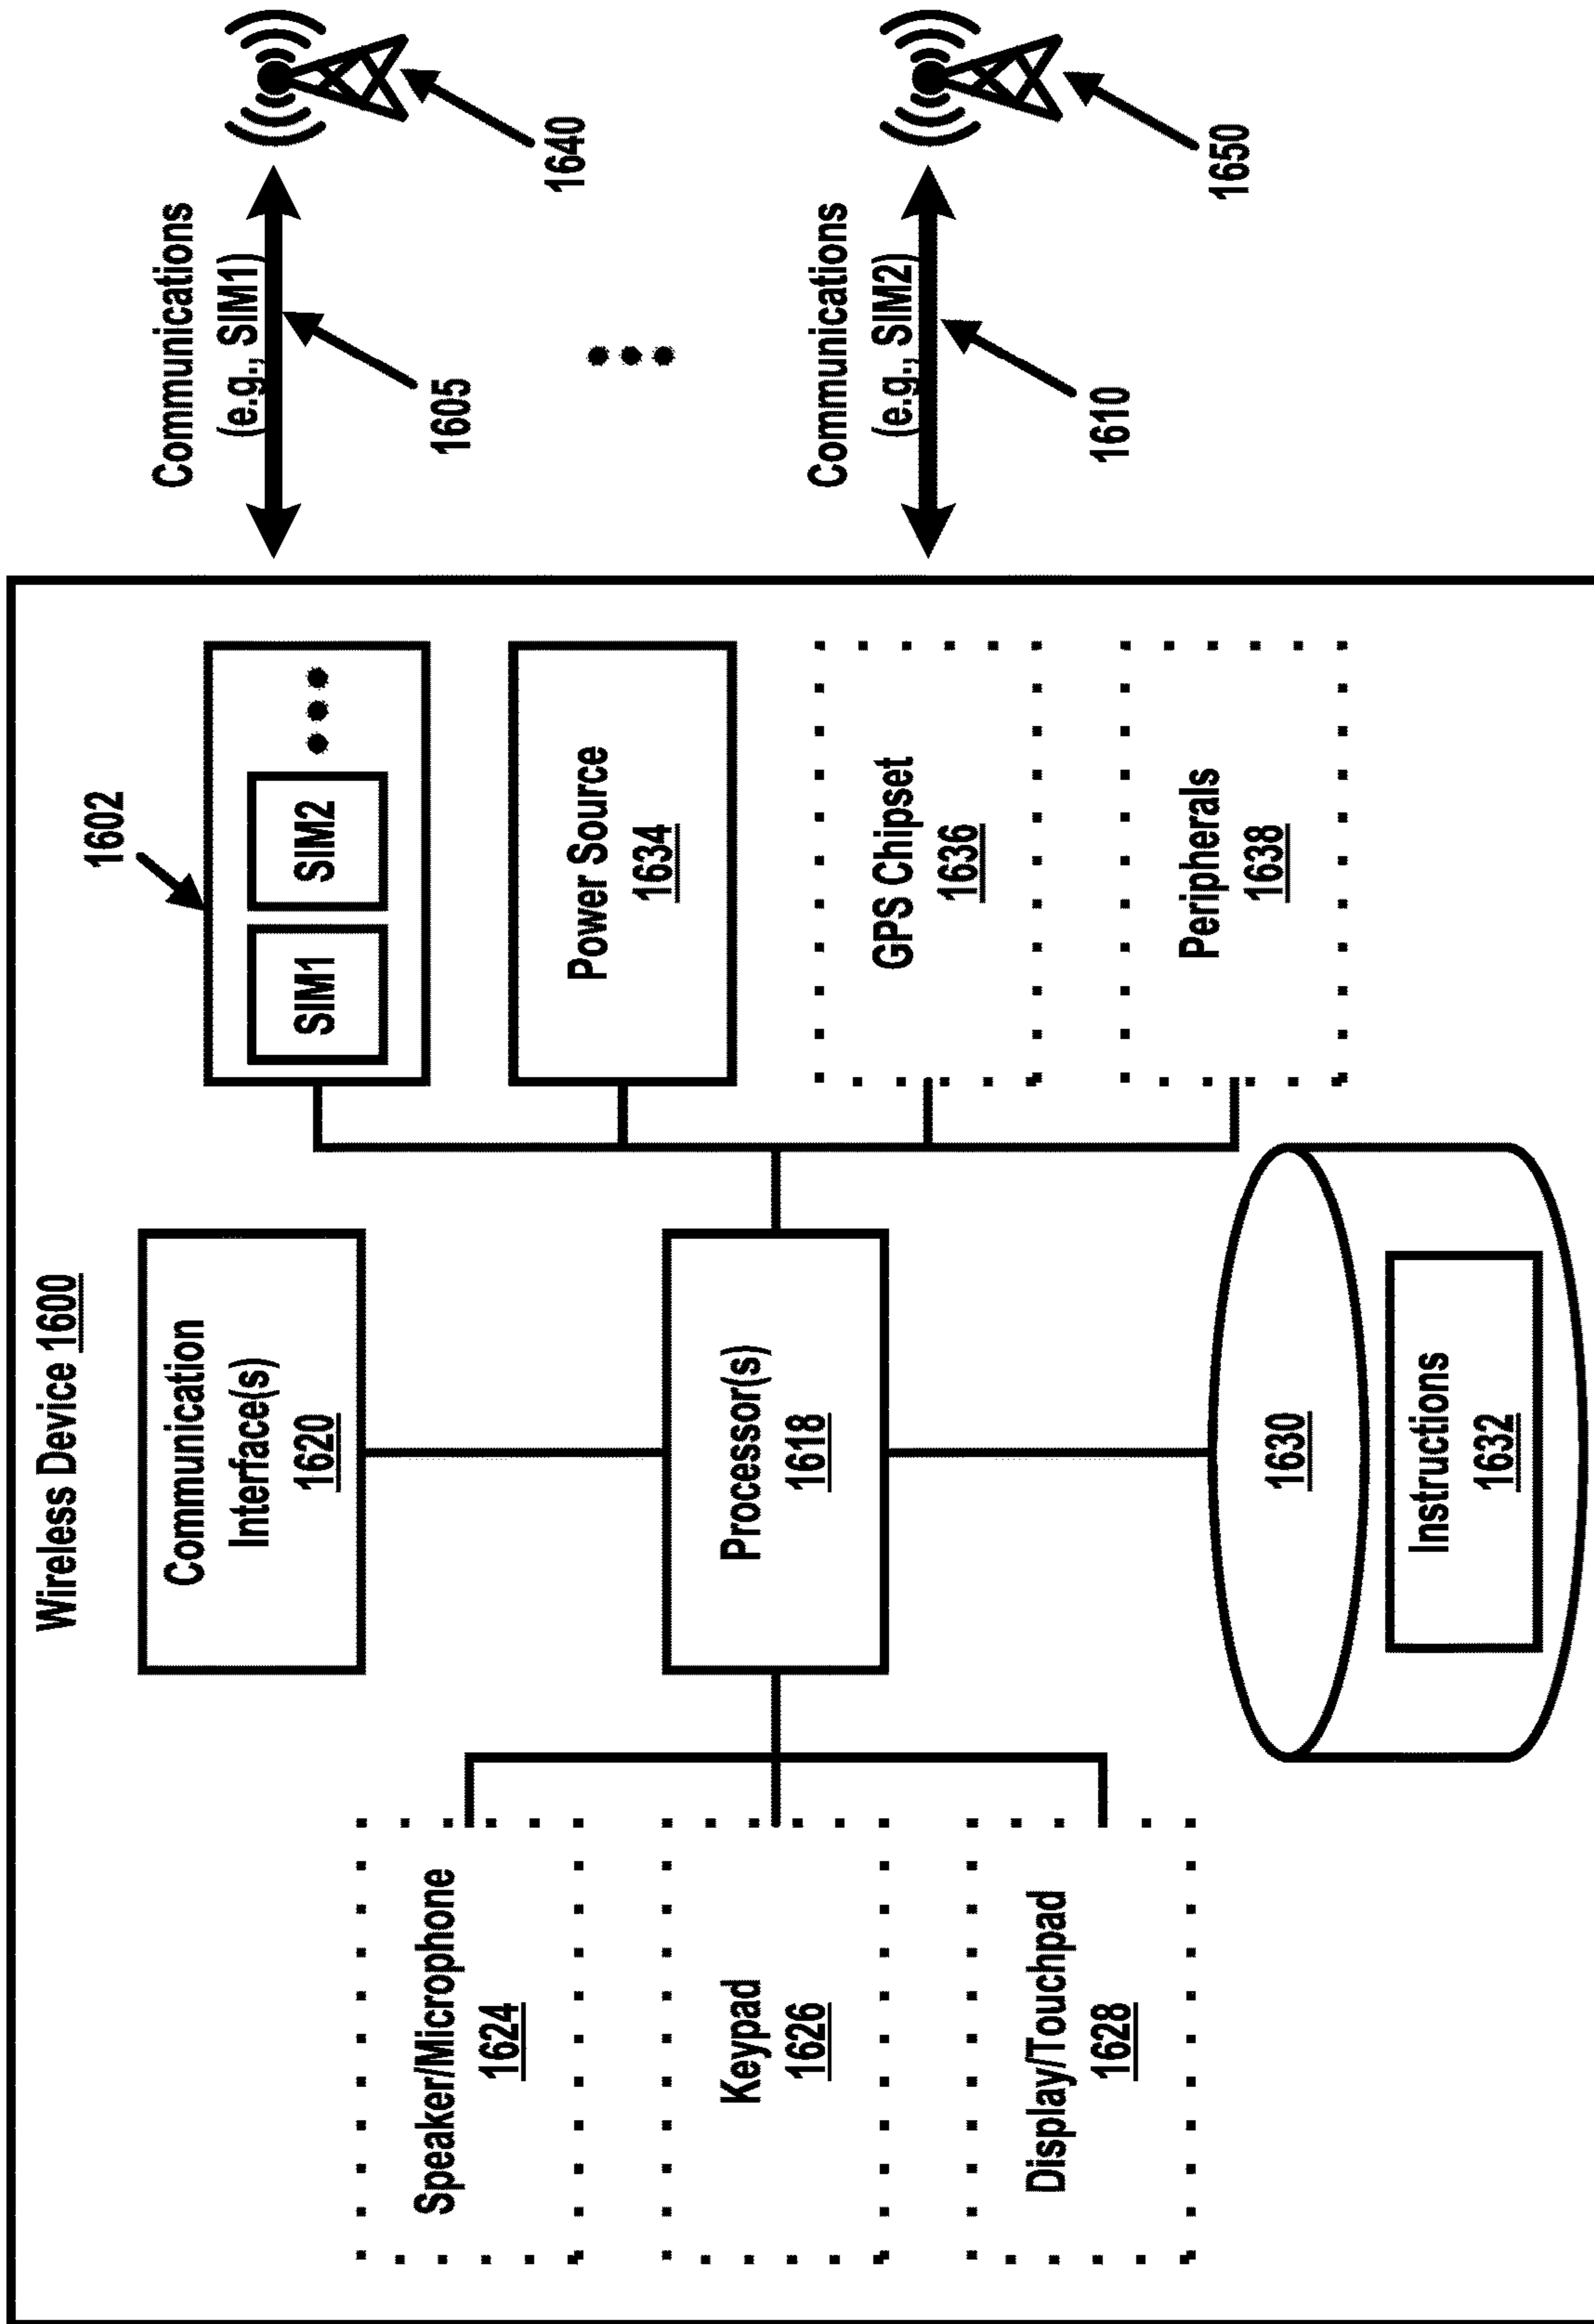 Wireless Device 1600
Communication
Interface(s)
1620
Speaker/Microphone
1624
Keypad
1626
Display/Touchpad
1628
Processor(s)
1618
1630
Instructions
1632
1602
SIM1
SIM2
Power Source
1634
GPS Chipset
1636
Peripherals
1638
Communications
(e.g., SIM1)
1605
1640
Communications
(e.g., SIM2)
1610
1650